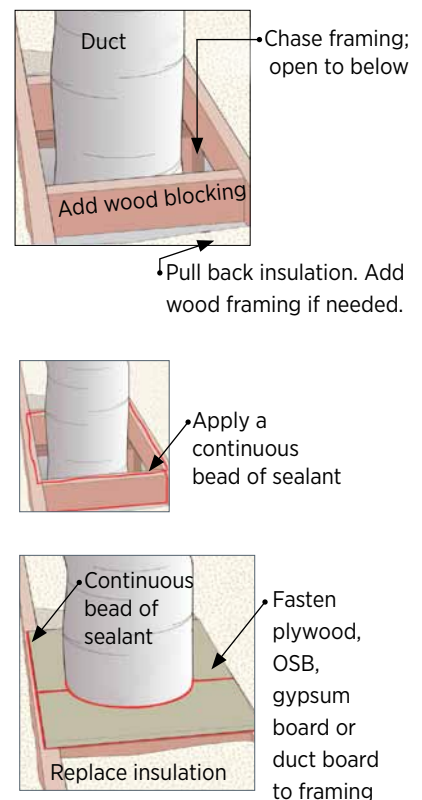 Duct
Chase framing;
open to below
Add wood blocking
Pull back insulation. Add
wood framing if needed.
Apply a
continuous
bead of sealant
Continuous
bead of
sealant
Fasten
plywood,
OSB,
gypsum
board or
duct board
to framing
Replace insulation